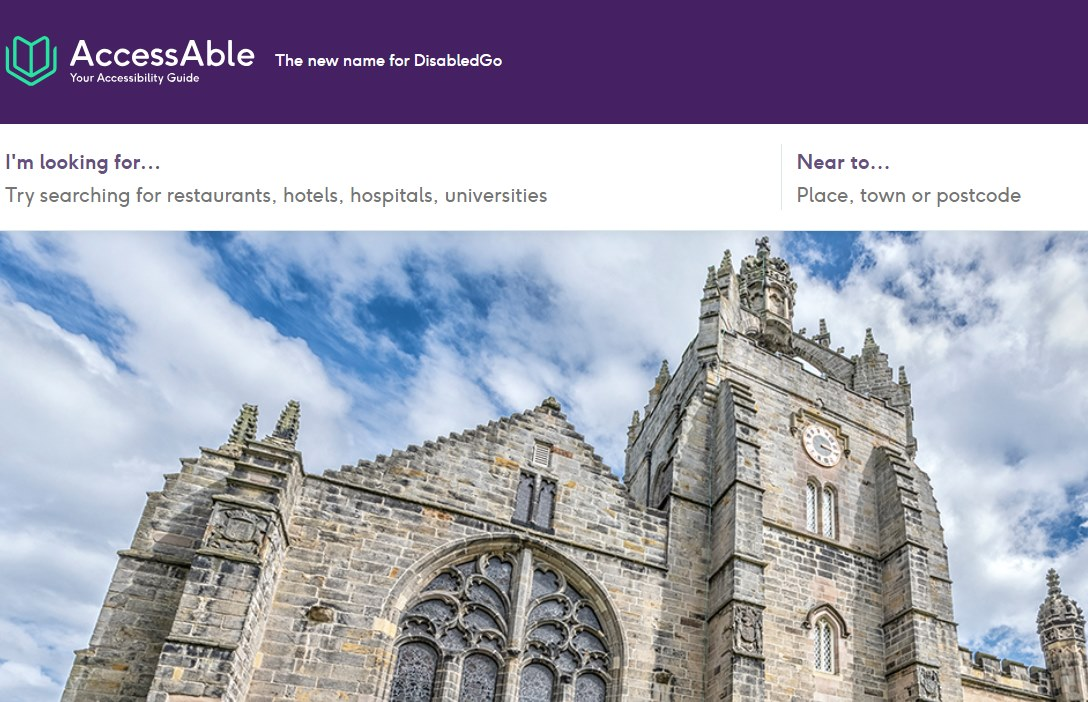 AccessAble
Your Accessibility Guide
The new name for DisabledGo
I'm looking for...
Try searching for restaurants, hotels, hospitals, universities
Near to...
Place, town or postcode